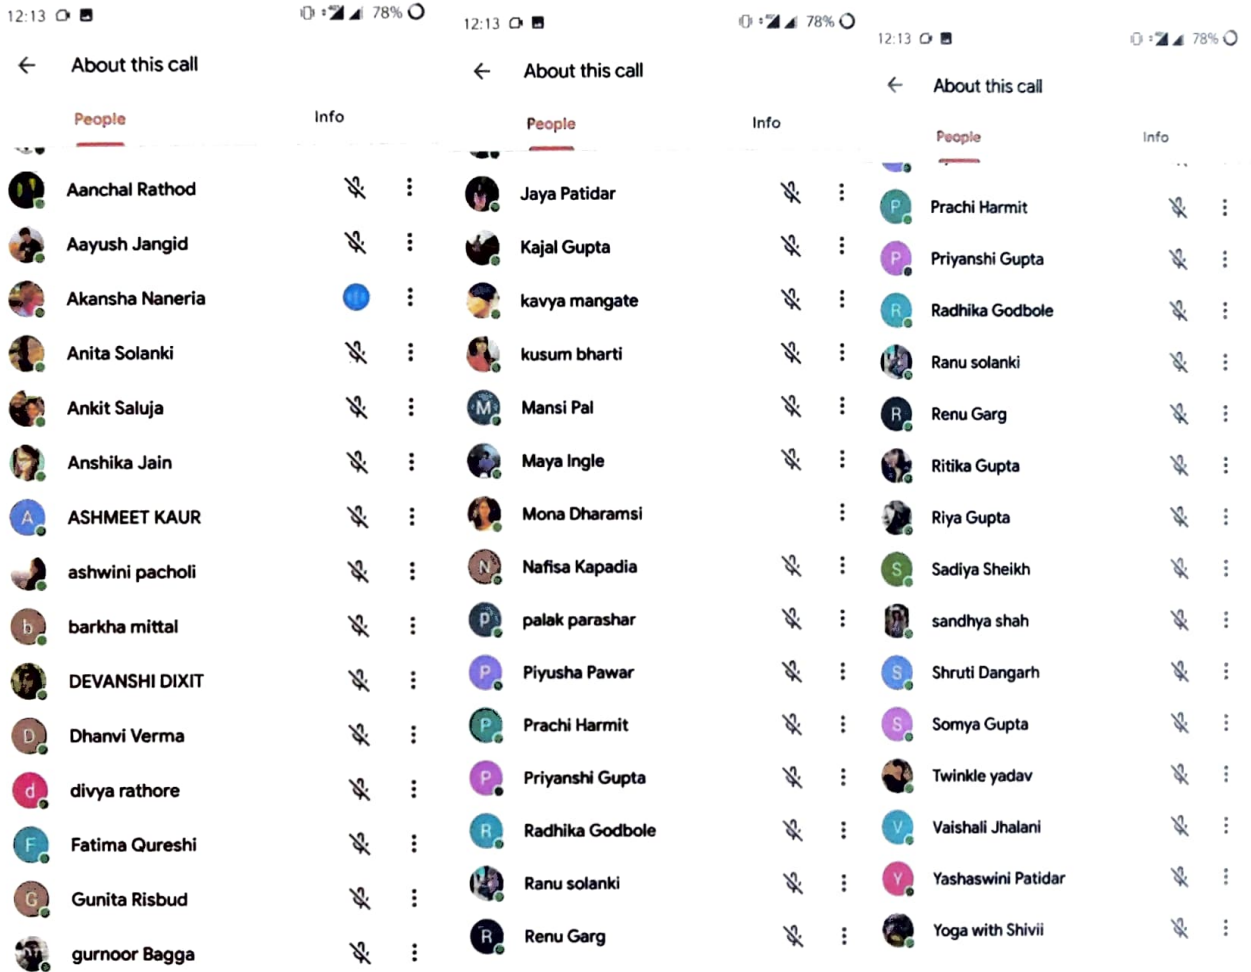 12:13 78%
About this call
People Info
Aanchal Rathod
Aayush Jangid
Akansha Naneria
Anita Solanki
Ankit Saluja
Anshika Jain
A ASHMEET KAUR
ashwini pacholi
b barkha mittal
DEVANSHI DIXIT
D Dhanvi Verma
d divya rathore
F Fatima Qureshi
G Gunita Risbud
gurnoor Bagga
12:13 78%
About this call
People Info
Jaya Patidar
Kajal Gupta
kavya mangate
kusum bharti
M Mansi Pal
Maya Ingle
Mona Dharamsi
N Nafisa Kapadia
p palak parashar
P Piyusha Pawar
P Prachi Harmit
P Priyanshi Gupta
R Radhika Godbole
Ranu solanki
R Renu Garg
12:13 78%
About this call
People Info
P Prachi Harmit
P Priyanshi Gupta
R Radhika Godbole
Ranu solanki
R Renu Garg
Ritika Gupta
Riya Gupta
S Sadiya Sheikh
sandhya shah
S Shruti Dangarh
S Somya Gupta
Twinkle yadav
V Vaishali Jhalani
Y Yashaswini Patidar
Yoga with Shivii